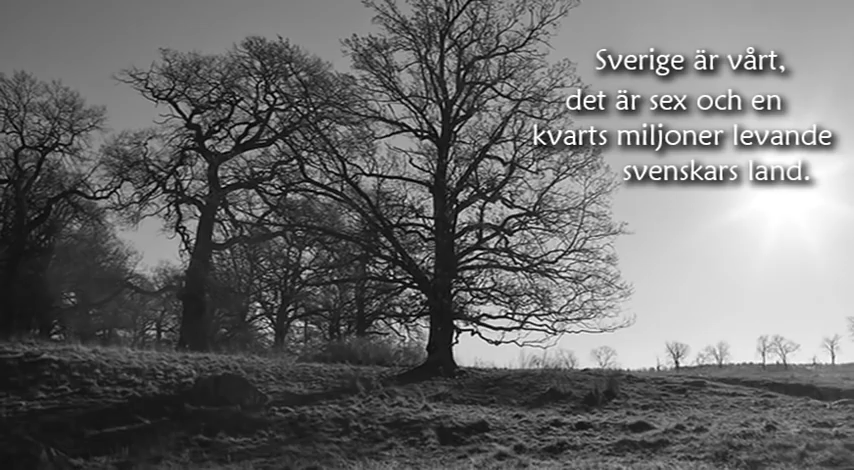 Sverige är vårt,
det är sex och en
kvarts miljoner levande
svenskars land.